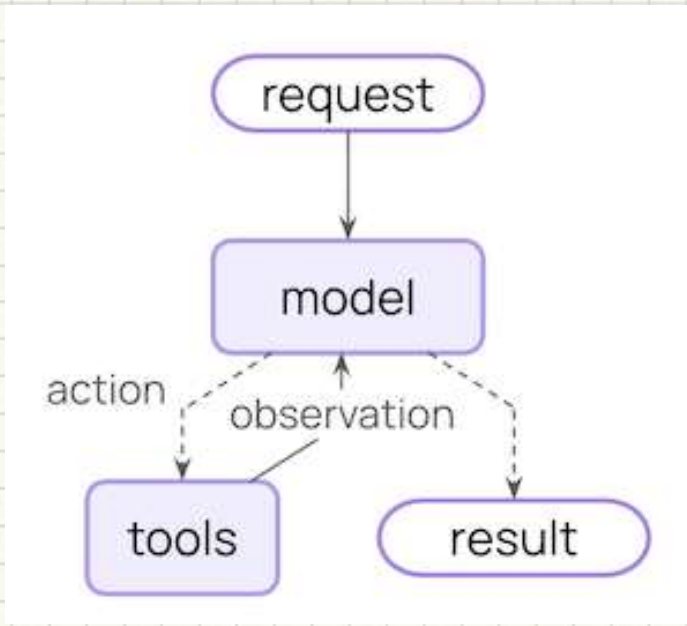 request
model
action
observation
tools
result